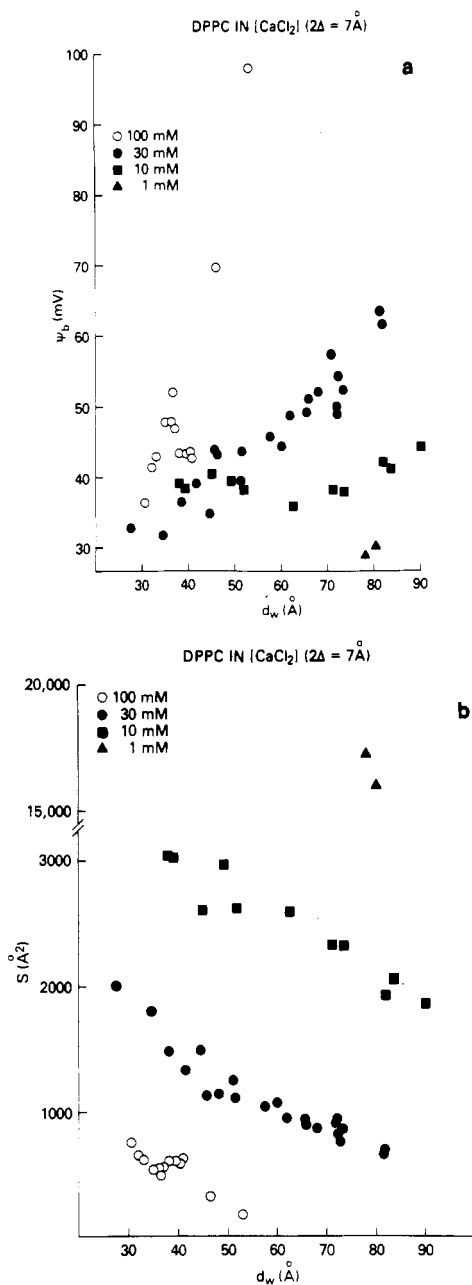 DPPC IN [CaCl₂] (2Δ = 7Å)
a
100
○ 100 mM
● 30 mM
■ 10 mM
▲ 1 mM
90
80
70
60
50
40
30
ψb (mV)
30 40 50 60 70 80 90
dw (Å)
DPPC IN [CaCl₂] (2Δ = 7Å)
b
20,000
○ 100 mM
● 30 mM
■ 10 mM
▲ 1 mM
15,000
3000
2000
1000
S (Å²)
30 40 50 60 70 80 90
dw (Å)